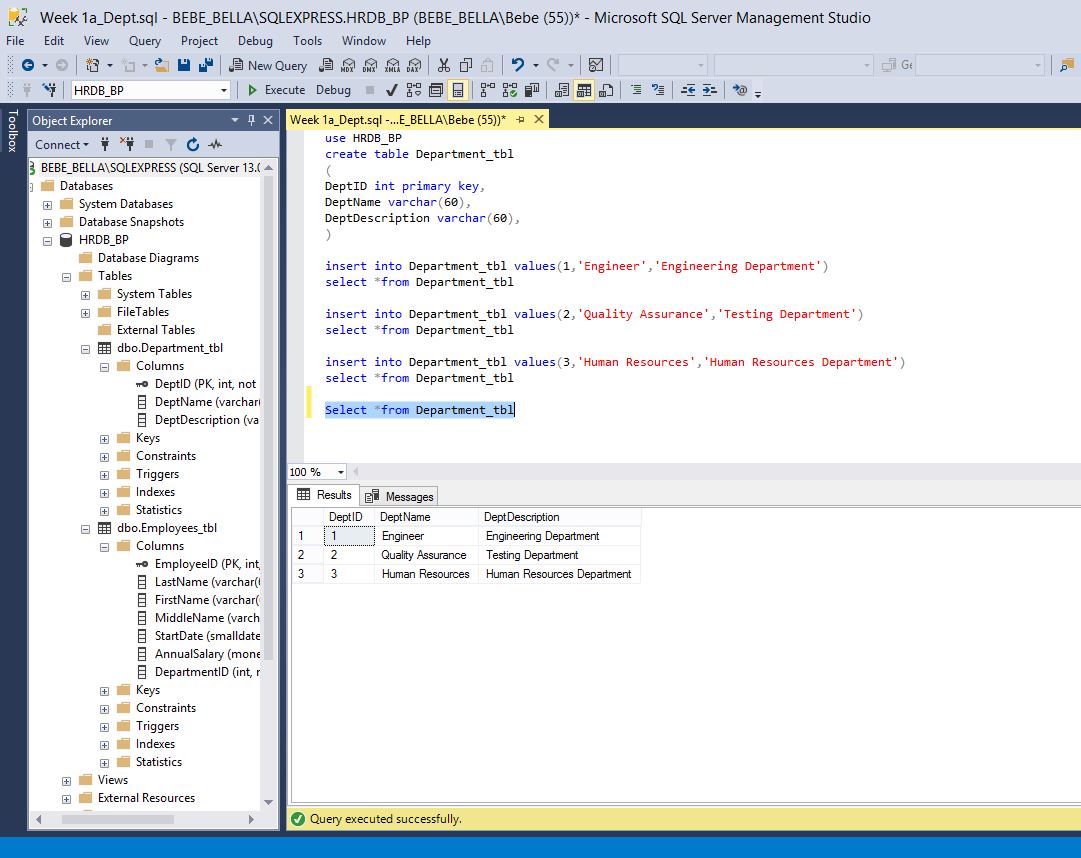 Week 1a_Dept.sql - BEBE_BELLA\SQLEXPRESS.HRDB_BP (BEBE_BELLA\Bebe (55))* - Microsoft SQL Server Management Studio
File Edit View Query Project Debug Tools Window Help
New Query MDX DMX XMLA DAX Ge
HRDB_BP Execute Debug
Toolbox
Object Explorer
Connect
BEBE_BELLA\SQLEXPRESS (SQL Server 13.0
Databases
System Databases
Database Snapshots
HRDB_BP
Database Diagrams
Tables
System Tables
FileTables
External Tables
dbo.Department_tbl
Columns
DeptID (PK, int, not
DeptName (varchar(
DeptDescription (va
Keys
Constraints
Triggers
Indexes
Statistics
dbo.Employees_tbl
Columns
EmployeeID (PK, int,
LastName (varchar(6
FirstName (varchar(
MiddleName (varch
StartDate (smalldate
AnnualSalary (mone
DepartmentID (int, n
Keys
Constraints
Triggers
Indexes
Statistics
Views
External Resources
Week 1a_Dept.sql -...E_BELLA\Bebe (55))*
use HRDB_BP
create table Department_tbl
(
DeptID int primary key,
DeptName varchar(60),
DeptDescription varchar(60),
)
insert into Department_tbl values(1,'Engineer','Engineering Department')
select *from Department_tbl
insert into Department_tbl values(2,'Quality Assurance','Testing Department')
select *from Department_tbl
insert into Department_tbl values(3,'Human Resources','Human Resources Department')
select *from Department_tbl
Select *from Department_tbl
100 %
Results Messages
DeptID DeptName DeptDescription
1 1 Engineer Engineering Department
2 2 Quality Assurance Testing Department
3 3 Human Resources Human Resources Department
Query executed successfully.